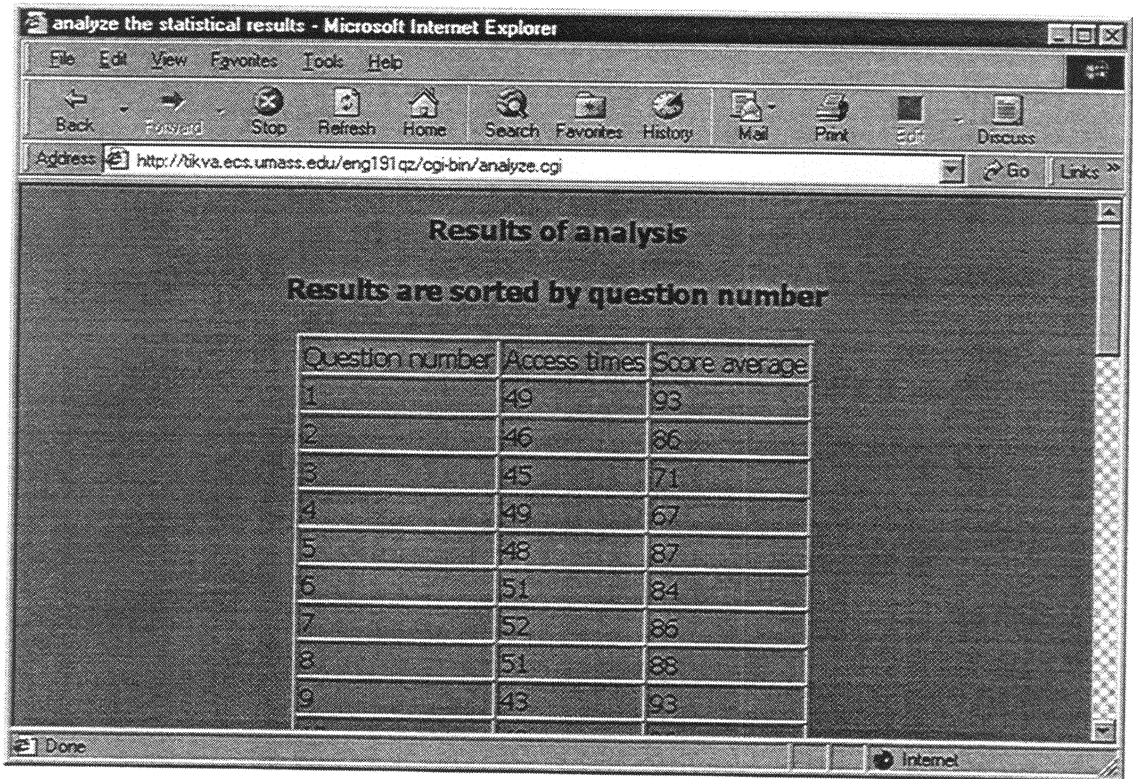 analyze the statistical results - Microsoft Internet Explorer
File Edit View Favorites Tools Help
Back Forward Stop Refresh Home Search Favorites History Mail Print Edit Discuss
Address http://tikva.ecs.umass.edu/eng191qz/cgi-bin/analyze.cgi Go Links »
Results of analysis
Results are sorted by question number
Question number Access times Score average
1 49 93
2 46 86
3 45 71
4 49 67
5 48 87
6 51 84
7 52 86
8 51 88
9 43 93
Done Internet